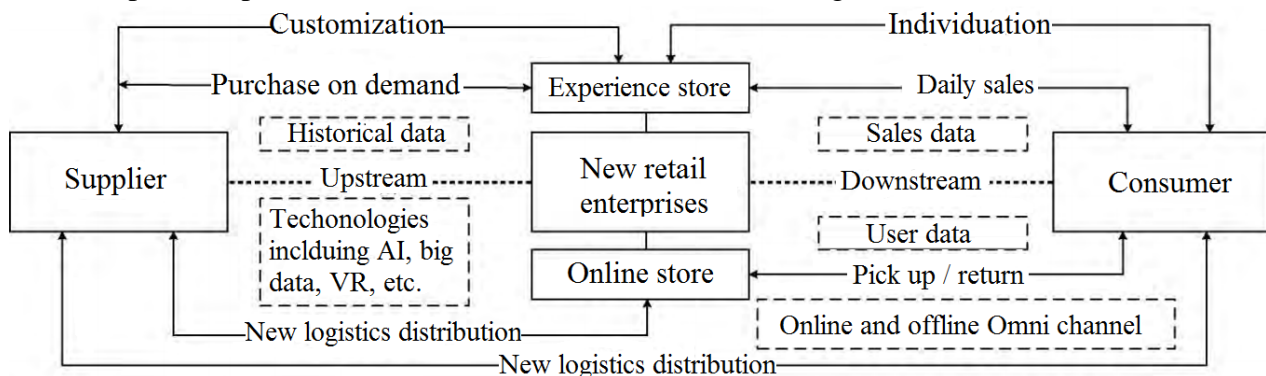 Customization
Individuation
Purchase on demand
Experience store
Daily sales
Historical data
Sales data
Supplier
Upstream
New retail
enterprises
Downstream
Consumer
Techonologies
inclduing AI, big
data, VR, etc.
User data
Online store
Pick up / return
New logistics distribution
Online and offline Omni channel
New logistics distribution